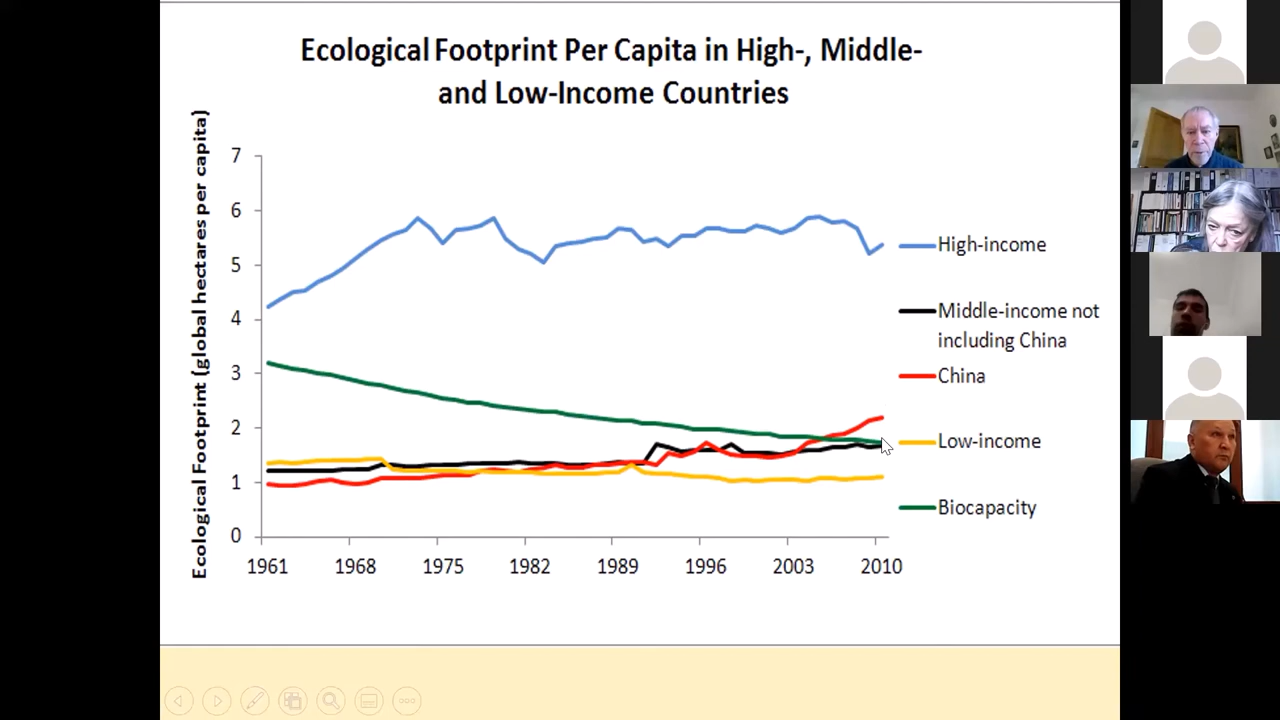 Ecological Footprint Per Capita in High-, Middle-
and Low-Income Countries
Ecological Footprint (global hectares per capita)
7
6
5
4
3
2
1
0
1961 1968 1975 1982 1989 1996 2003 2010
High-income
Middle-income not
including China
China
Low-income
Biocapacity